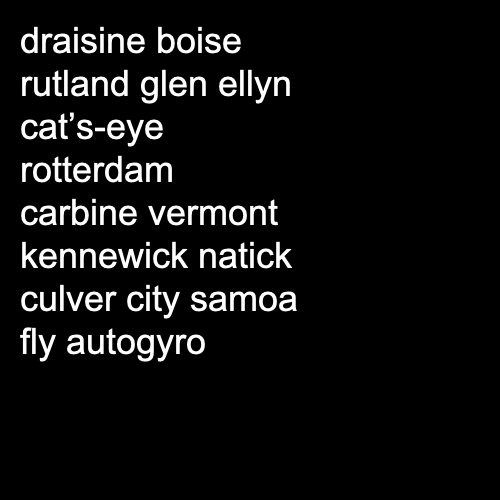 draisine boise
rutland glen ellyn
cat’s-eye
rotterdam
carbine vermont
kennewick natick
culver city samoa
fly autogyro